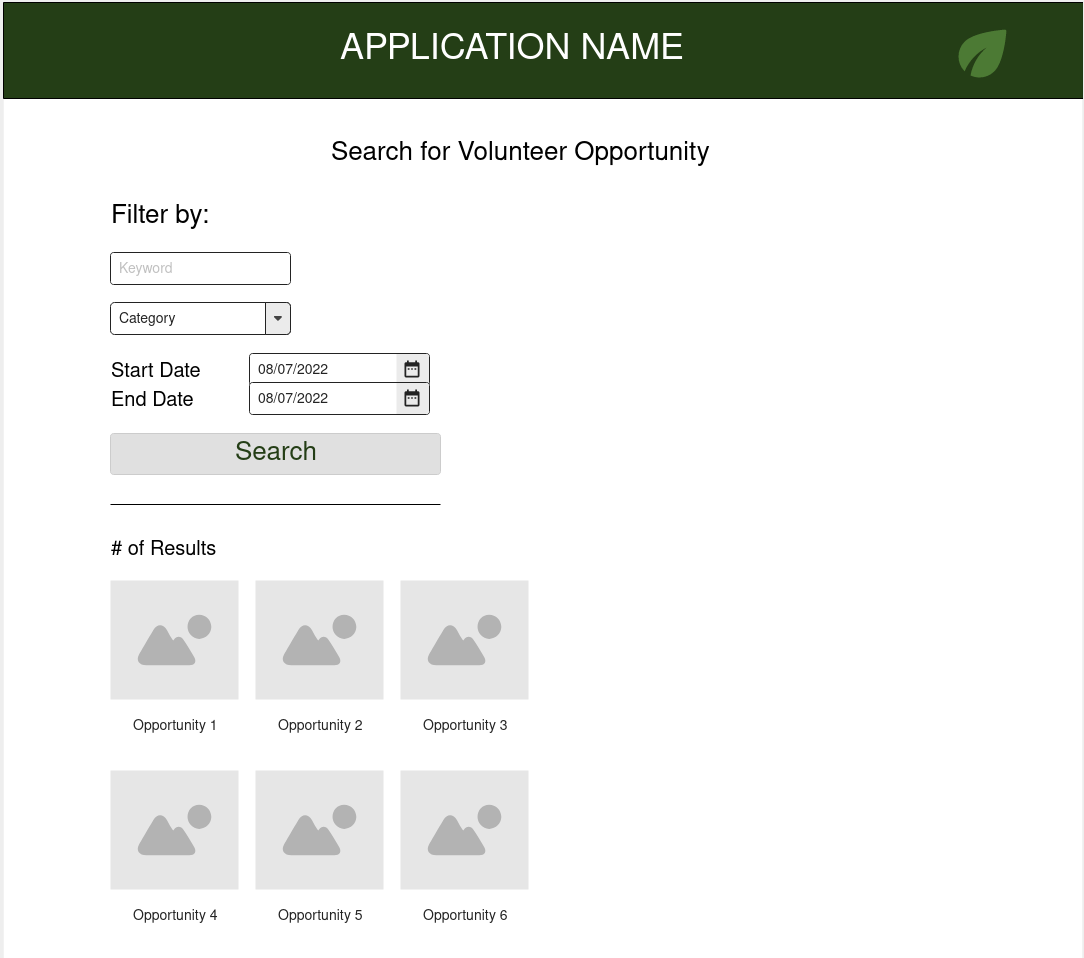 APPLICATION NAME
Search for Volunteer Opportunity
Filter by:
Keyword
Category
Start Date 08/07/2022
End Date 08/07/2022
Search
# of Results
Opportunity 1 Opportunity 2 Opportunity 3
Opportunity 4 Opportunity 5 Opportunity 6